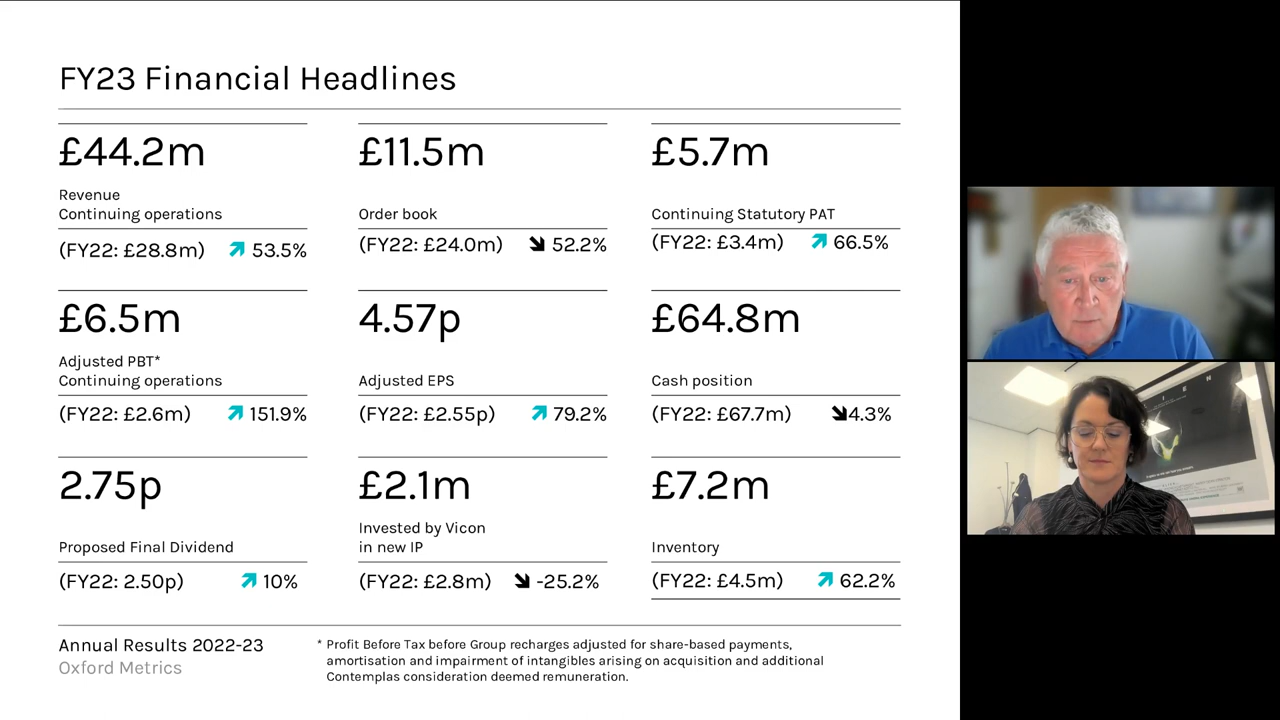 FY23 Financial Headlines
£44.2m
Revenue
Continuing operations
(FY22: £28.8m) 53.5%
£11.5m
Order book
(FY22: £24.0m) 52.2%
£5.7m
Continuing Statutory PAT
(FY22: £3.4m) 66.5%
£6.5m
Adjusted PBT*
Continuing operations
(FY22: £2.6m) 151.9%
4.57p
Adjusted EPS
(FY22: £2.55p) 79.2%
£64.8m
Cash position
(FY22: £67.7m) 4.3%
2.75p
Proposed Final Dividend
(FY22: 2.50p) 10%
£2.1m
Invested by Vicon
in new IP
(FY22: £2.8m) -25.2%
£7.2m
Inventory
(FY22: £4.5m) 62.2%
Annual Results 2022-23
Oxford Metrics
* Profit Before Tax before Group recharges adjusted for share-based payments,
amortisation and impairment of intangibles arising on acquisition and additional
Contemplas consideration deemed remuneration.